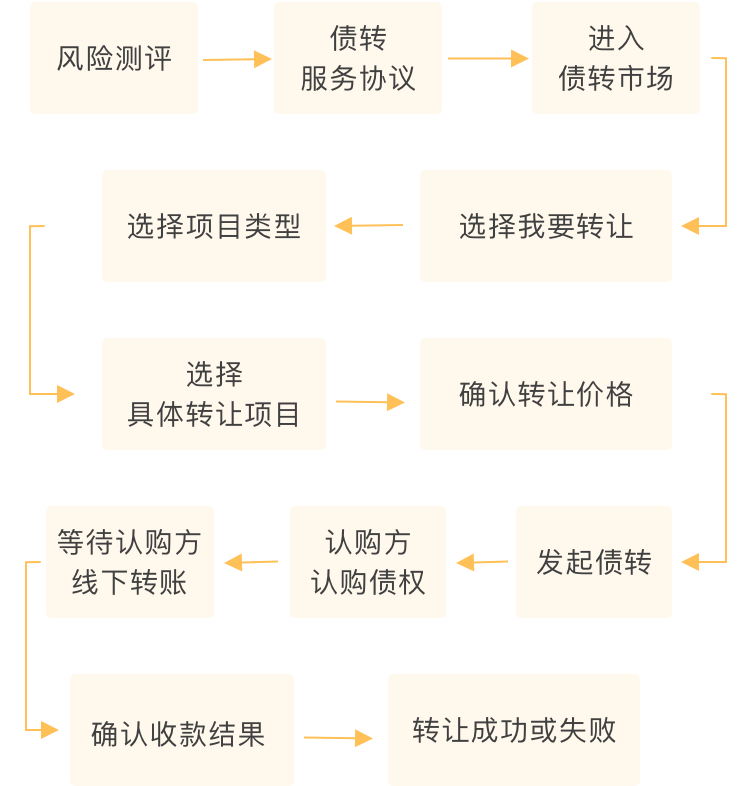 风险测评
债转
服务协议
进入
债转市场
选择我要转让
选择项目类型
选择
具体转让项目
确认转让价格
发起债转
认购方
认购债权
等待认购方
线下转账
确认收款结果
转让成功或失败